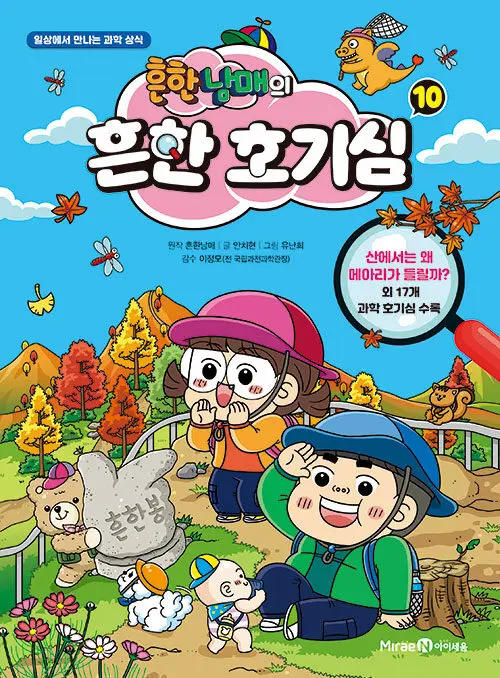 일상에서 만나는 과학 상식
흔한남매의
흔한 호기심
10
원작 흔한남매 | 글 안치현 | 그림 유난희
감수 이정모(전 국립과천과학관장)
산에서는 왜
메아리가 들릴까?
외 17개
과학 호기심 수록
흔한봉
Mirae N 아이세움